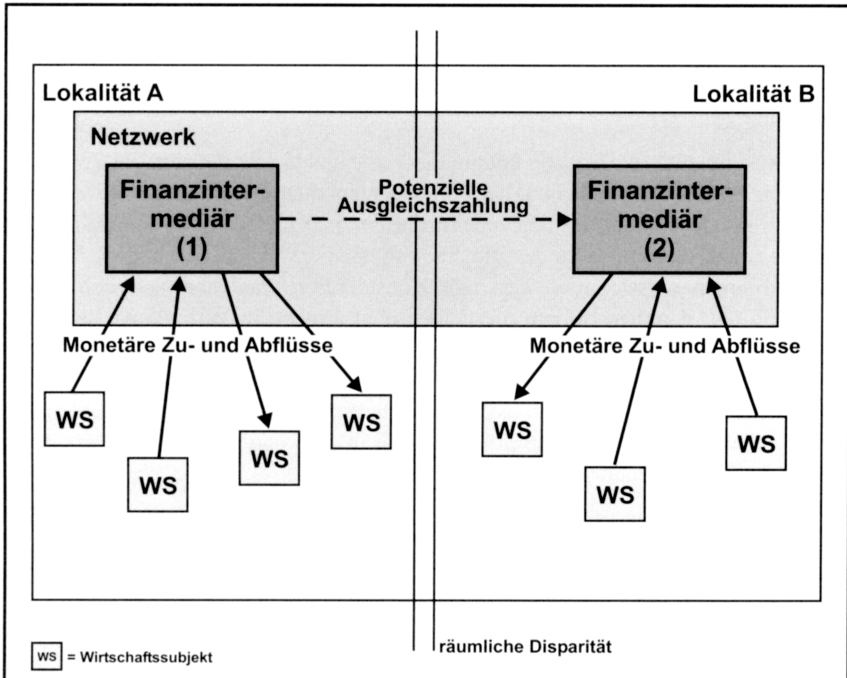 Lokalität A
Lokalität B
Netzwerk
Finanzinter-
mediär
(1)
Potenzielle
Ausgleichszahlung
Finanzinter-
mediär
(2)
Monetäre Zu- und Abflüsse
Monetäre Zu- und Abflüsse
WS
WS
WS
WS
WS
WS
WS
räumliche Disparität
WS = Wirtschaftssubjekt